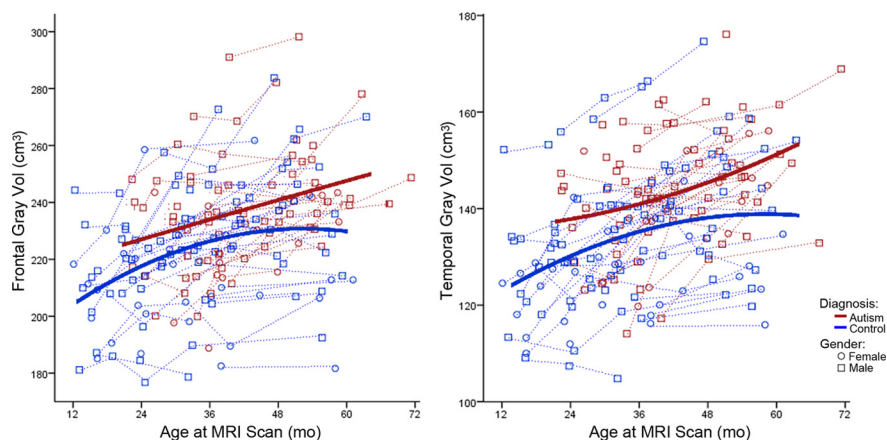 Frontal Gray Vol (cm³)
300
280
260
240
220
200
180
12 24 36 48 60 72
Age at MRI Scan (mo)
Temporal Gray Vol (cm³)
180
160
140
120
100
12 24 36 48 60 72
Age at MRI Scan (mo)
Diagnosis:
Autism
Control
Gender:
Female
Male